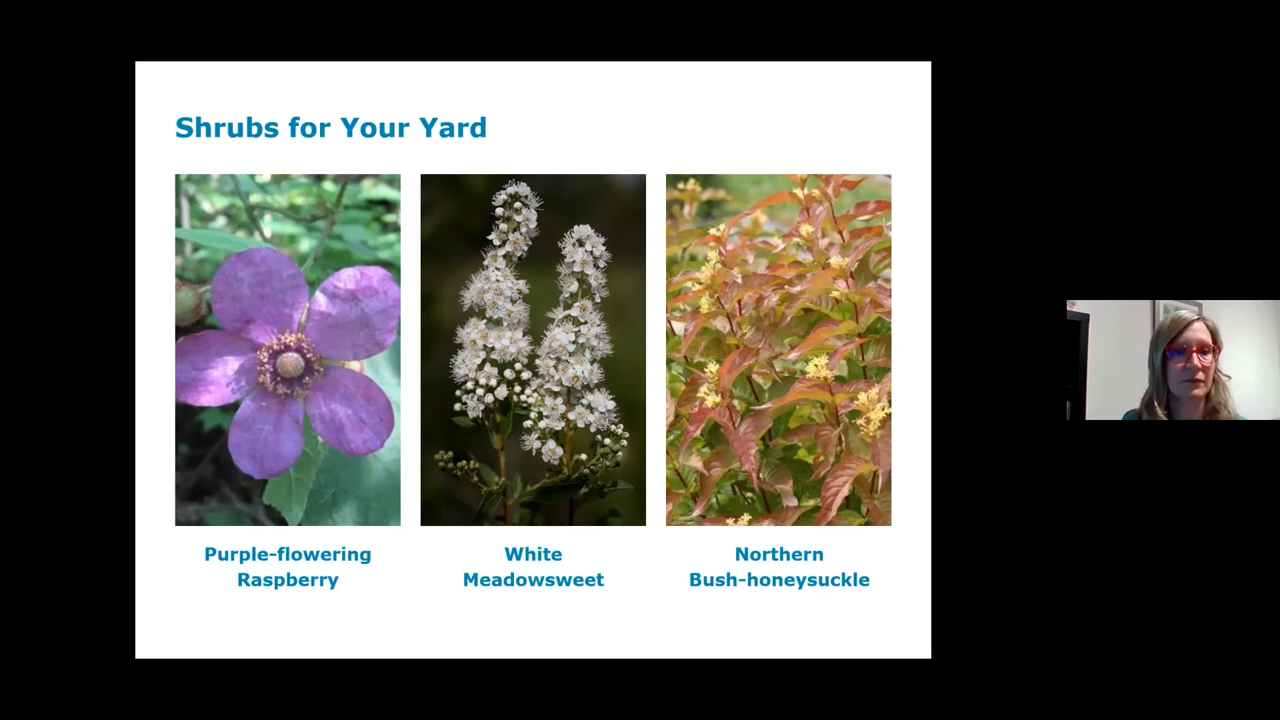 Shrubs for Your Yard
Purple-flowering
Raspberry
White
Meadowsweet
Northern
Bush-honeysuckle